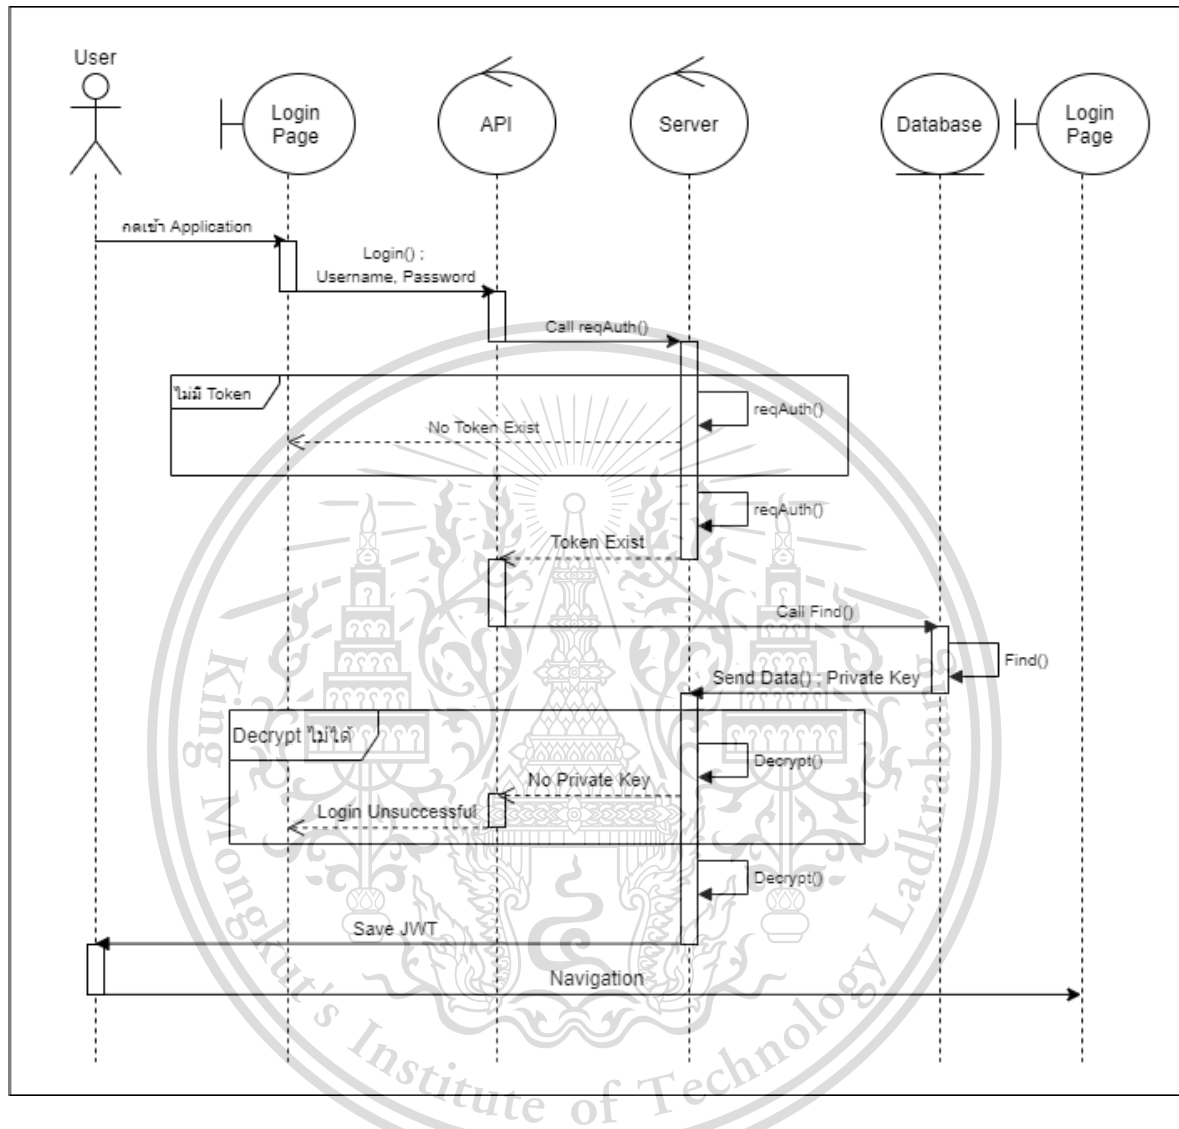 User
Login
Page
API
Server
Database
Login
Page
กดเข้า Application
Login() ;
Username, Password
Call reqAuth()
ไม่มี Token
reqAuth()
No Token Exist
reqAuth()
Token Exist
Call Find()
Find()
Send Data() ; Private Key
Decrypt ไม่ได้
Decrypt()
No Private Key
Login Unsuccessful
Decrypt()
Save JWT
Navigation
King Mongkut's Institute of Technology Ladkrabang